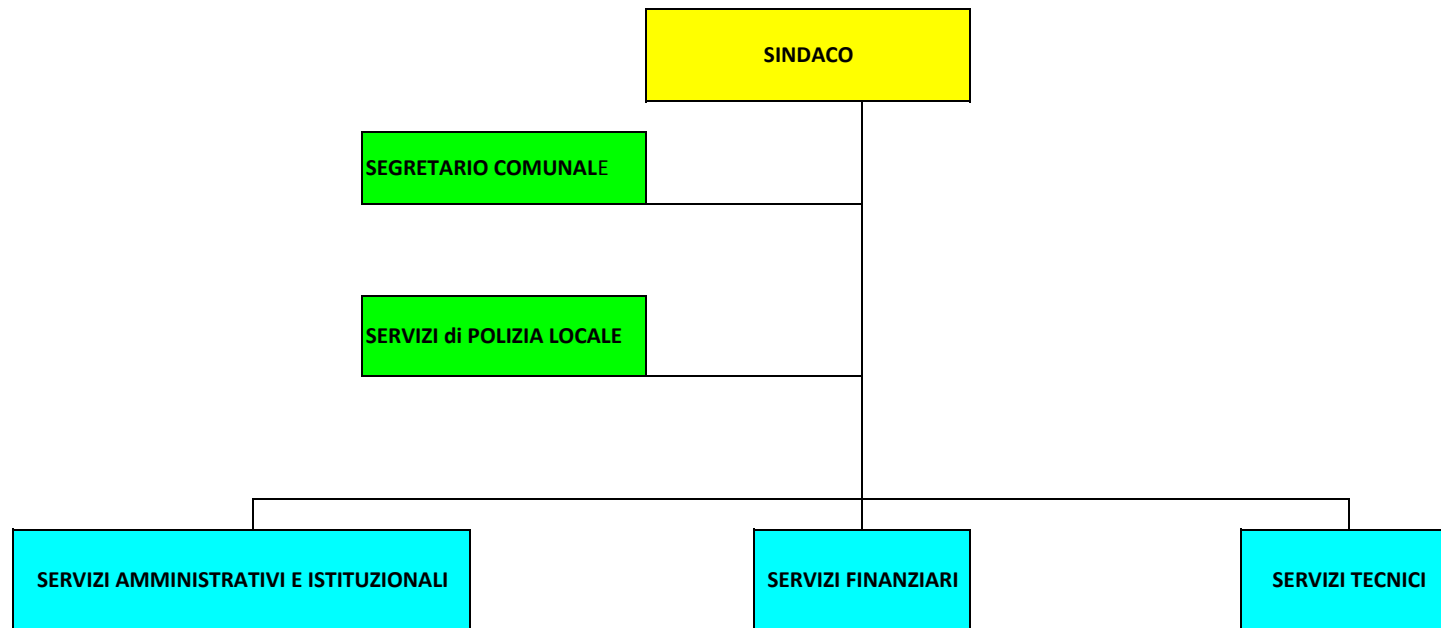 SINDACO
SEGRETARIO COMUNALE
SERVIZI di POLIZIA LOCALE
SERVIZI AMMINISTRATIVI E ISTITUZIONALI
SERVIZI FINANZIARI
SERVIZI TECNICI